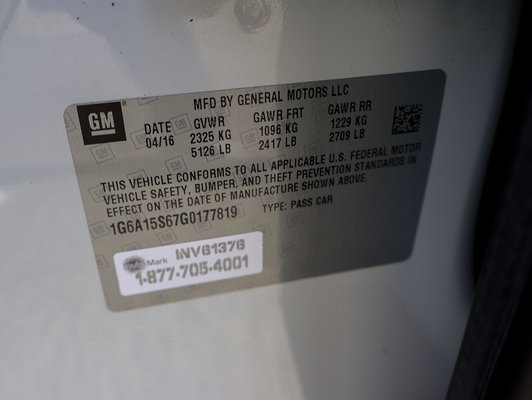 GM
MFD BY GENERAL MOTORS LLC
DATE GVWR GAWR FRT GAWR RR
04/16 2325 KG 1096 KG 1229 KG
5126 LB 2417 LB 2709 LB
THIS VEHICLE CONFORMS TO ALL APPLICABLE U.S. FEDERAL MOTOR
VEHICLE SAFETY, BUMPER, AND THEFT PREVENTION STANDARDS IN
EFFECT ON THE DATE OF MANUFACTURE SHOWN ABOVE.
1G6A15S67G0177819 TYPE: PASS CAR
Mark INV61376
1-877-705-4001